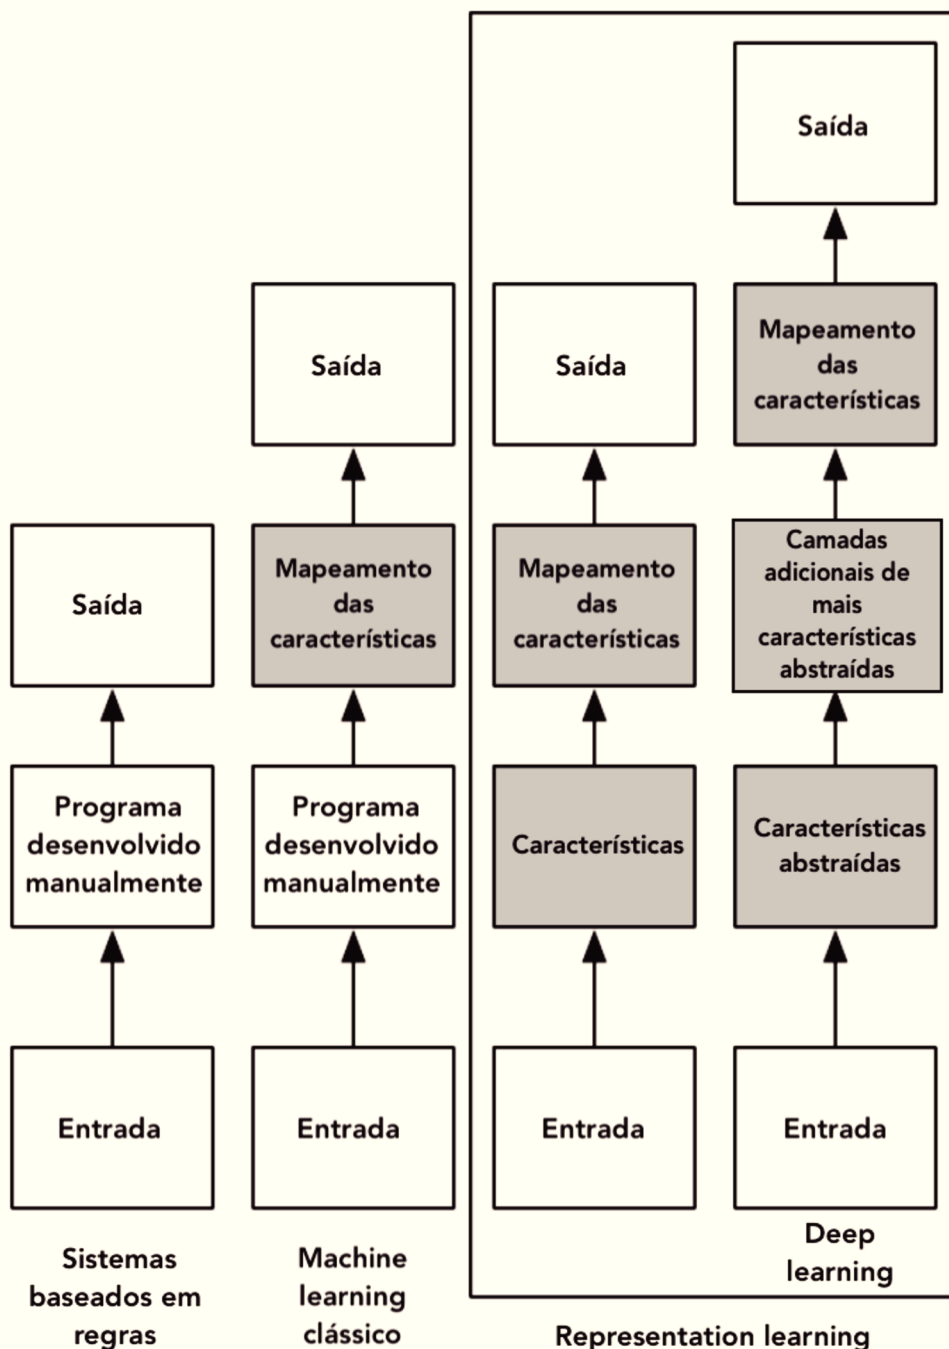 Sistemas
baseados em
regras
Entrada
Programa
desenvolvido
manualmente
Saída
Machine
learning
clássico
Entrada
Programa
desenvolvido
manualmente
Mapeamento
das
características
Saída
Representation learning
Entrada
Características
Mapeamento
das
características
Saída
Deep
learning
Entrada
Características
abstraídas
Camadas
adicionais de
mais
características
abstraídas
Mapeamento
das
características
Saída